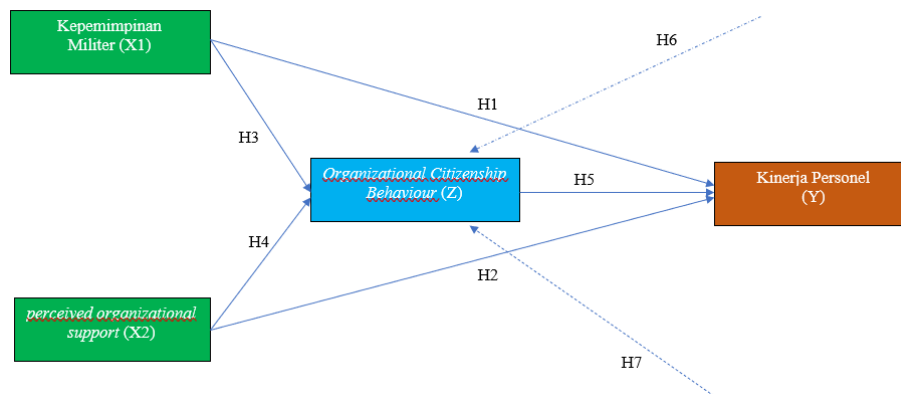 Kepemimpinan
Militer (X1)
H6
H1
H3
Organizational Citizenship
Behaviour (Z)
H5
Kinerja Personel
(Y)
H4
H2
perceived organizational
support (X2)
H7